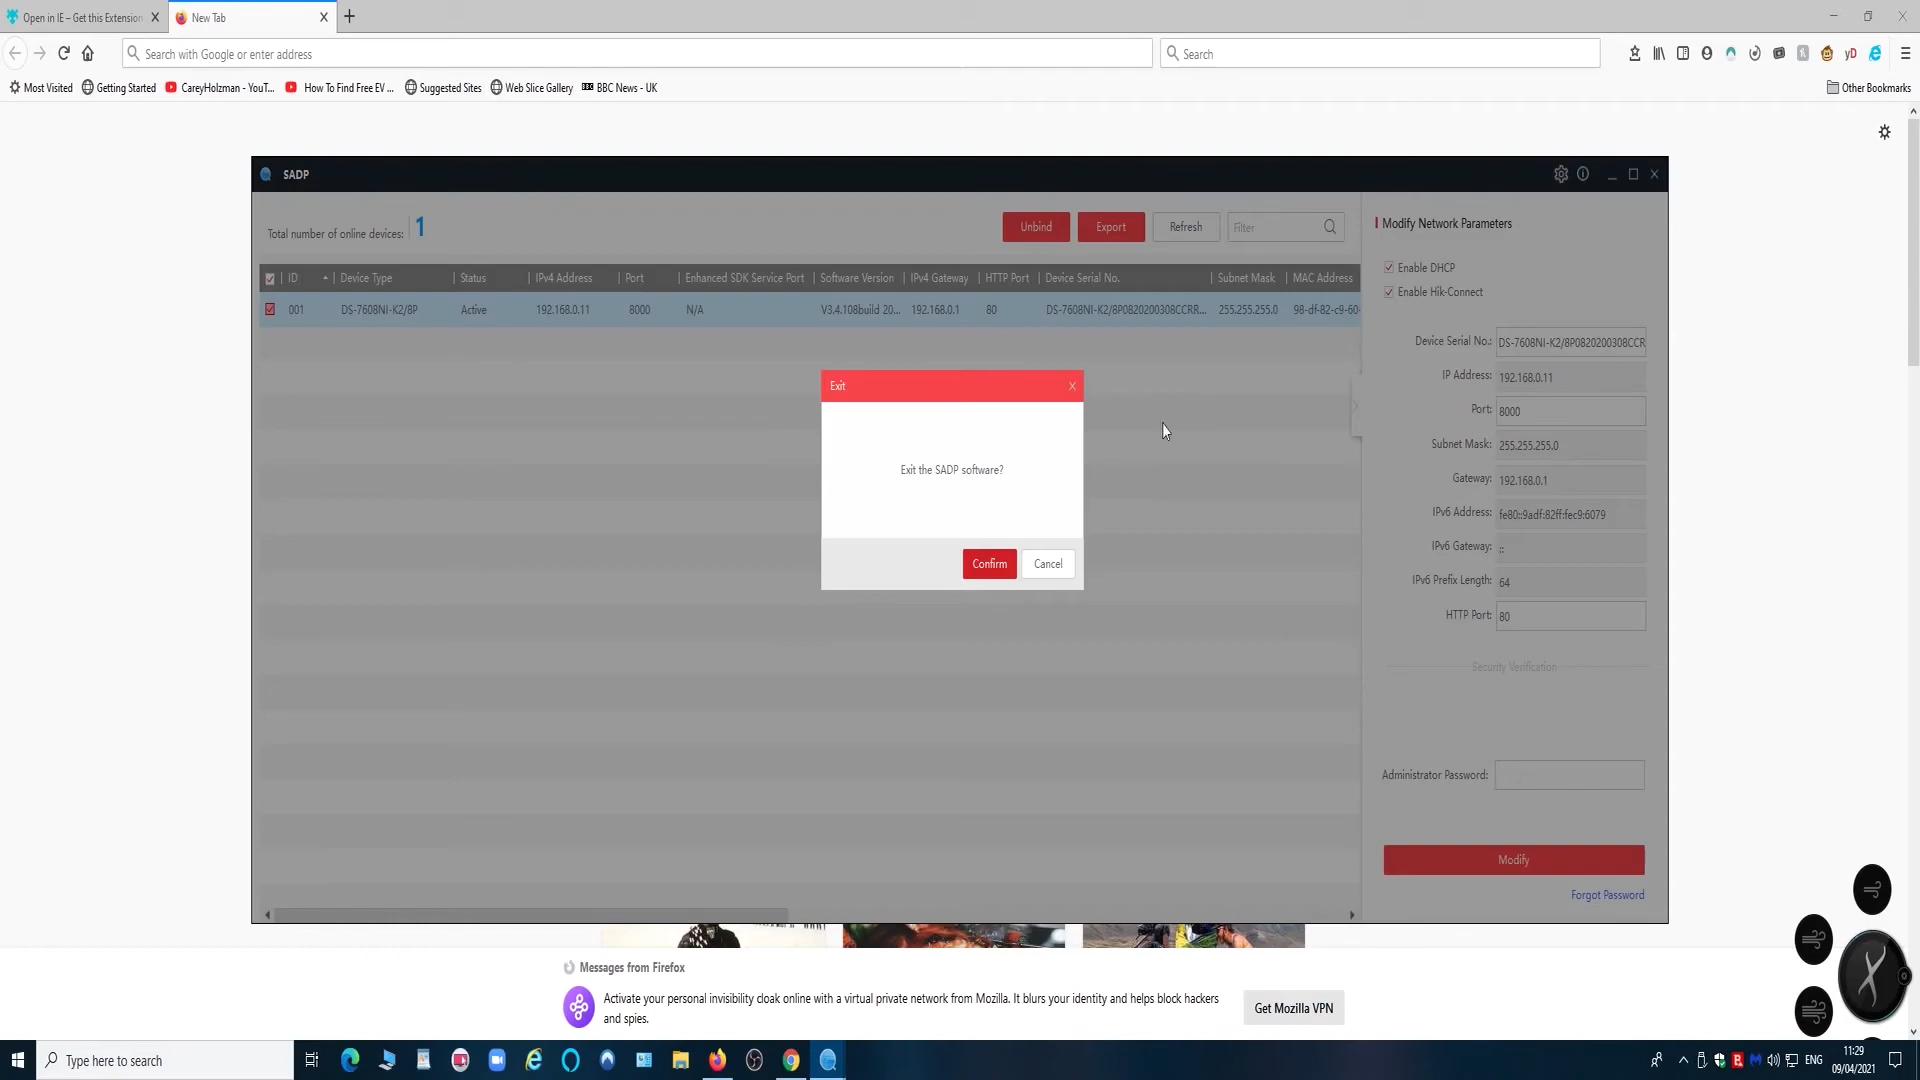 Open in IE – Get this Extension
New Tab
Search with Google or enter address
Search
Most Visited
Getting Started
CareyHolzman - YouT...
How To Find Free EV ...
Suggested Sites
Web Slice Gallery
BBC News - UK
Other Bookmarks
SADP
Total number of online devices: 1
Unbind
Export
Refresh
Filter
ID
Device Type
Status
IPv4 Address
Port
Enhanced SDK Service Port
Software Version
IPv4 Gateway
HTTP Port
Device Serial No.
Subnet Mask
MAC Address
001
DS-7608NI-K2/8P
Active
192.168.0.11
8000
N/A
V3.4.108build 20...
192.168.0.1
80
DS-7608NI-K2/8P0820200308CCRR...
255.255.255.0
98-df-82-c9-60-
Modify Network Parameters
Enable DHCP
Enable Hik-Connect
Device Serial No.: DS-7608NI-K2/8P0820200308CCR
IP Address: 192.168.0.11
Port: 8000
Subnet Mask: 255.255.255.0
Gateway: 192.168.0.1
IPv6 Address: fe80::9adf:82ff:fec9:6079
IPv6 Gateway: ::
IPv6 Prefix Length: 64
HTTP Port: 80
Security Verification
Administrator Password:
Modify
Forgot Password
Exit
X
Exit the SADP software?
Confirm
Cancel
Messages from Firefox
Activate your personal invisibility cloak online with a virtual private network from Mozilla. It blurs your identity and helps block hackers
and spies.
Get Mozilla VPN
Type here to search
ENG
11:29
09/04/2021